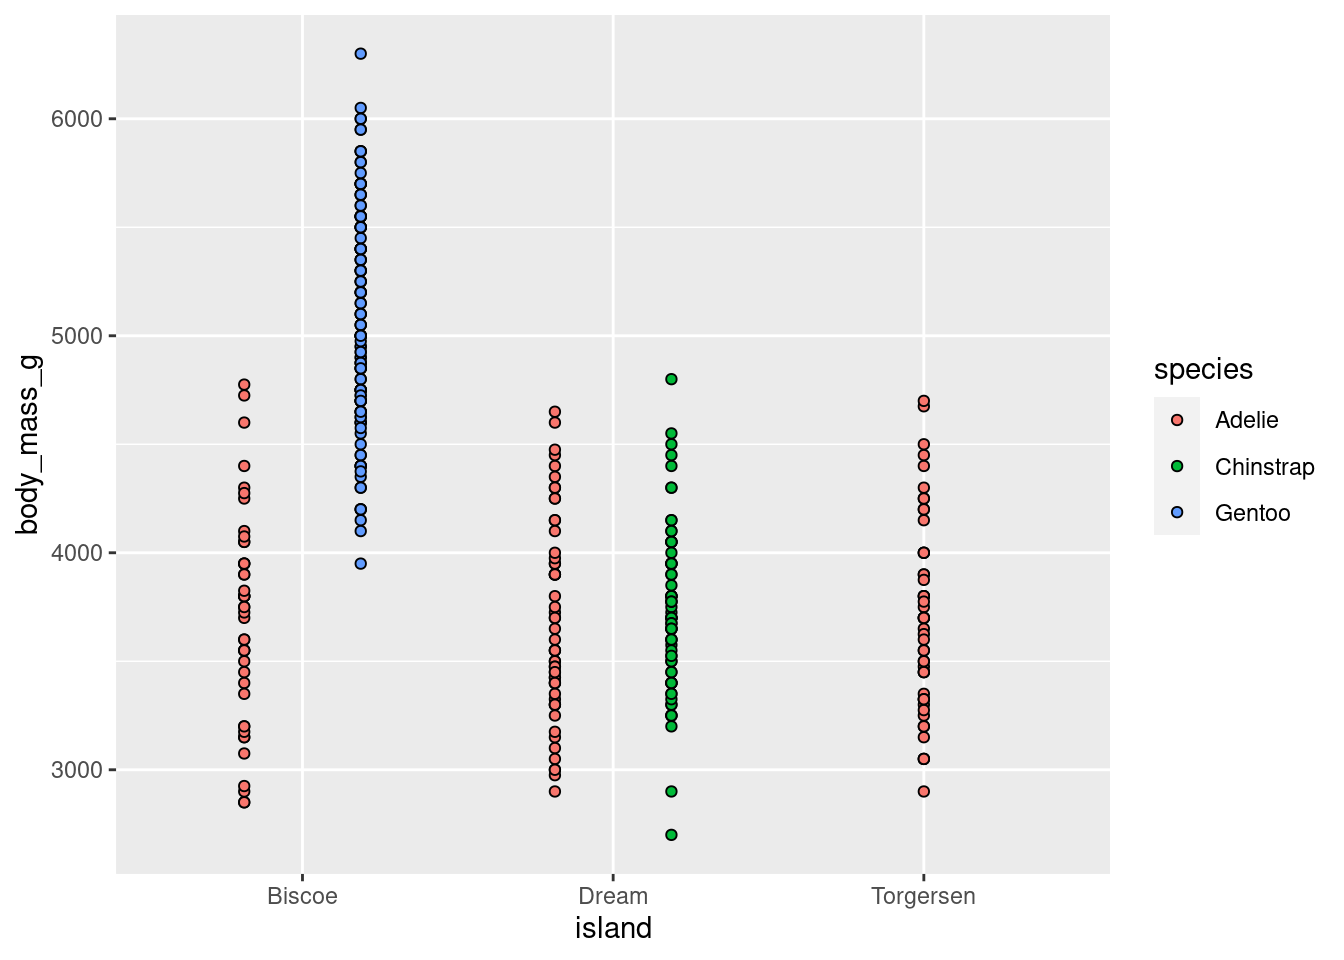 6000
5000
4000
3000
body_mass_g
Biscoe
Dream
Torgersen
island
species
Adelie
Chinstrap
Gentoo